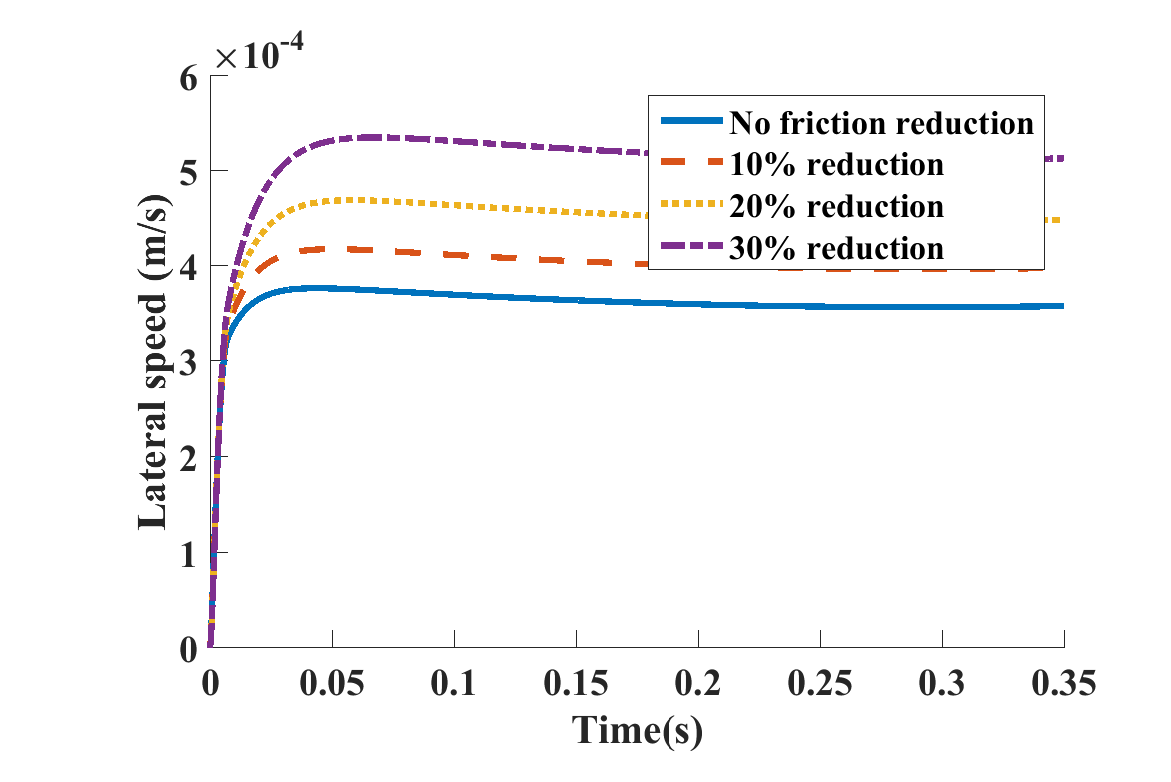 ×10-4
6
5
4
3
2
1
0
Lateral speed (m/s)
No friction reduction
10% reduction
20% reduction
30% reduction
0 0.05 0.1 0.15 0.2 0.25 0.3 0.35
Time(s)